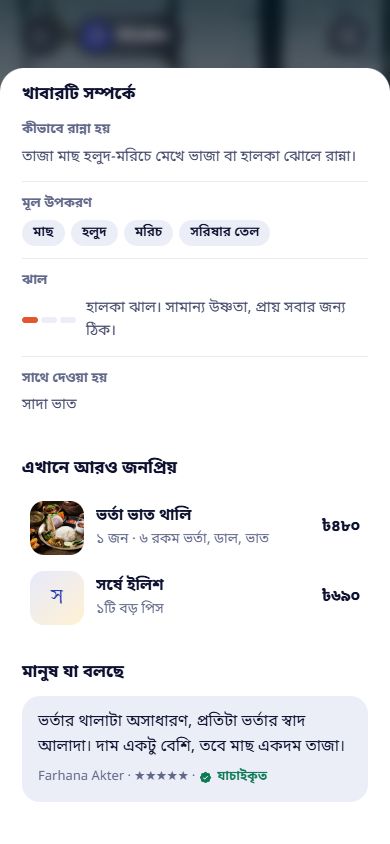 খাবারটি সম্পর্কে
কীভাবে রান্না হয়
তাজা মাছ হলুদ-মরিচে মেখে ভাজা বা হালকা ঝোলে রান্না।
মূল উপকরণ
মাছ হলুদ মরিচ সরিষার তেল
ঝাল
হালকা ঝাল। সামান্য উষ্ণতা, প্রায় সবার জন্য
ঠিক।
সাথে দেওয়া হয়
সাদা ভাত
এখানে আরও জনপ্রিয়
ভর্তা ভাত থালি
১ জন · ৬ রকম ভর্তা, ডাল, ভাত
৳৪৮০
স
সর্ষে ইলিশ
১টি বড় পিস
৳৬৯০
মানুষ যা বলছে
ভর্তার থালাটা অসাধারণ, প্রতিটা ভর্তার স্বাদ
আলাদা। দাম একটু বেশি, তবে মাছ একদম তাজা।
Farhana Akter · ★★★★★ · যাচাইকৃত